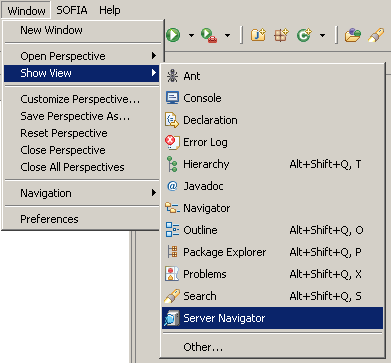 Window SOFIA Help
New Window
Open Perspective
Show View
Customize Perspective...
Save Perspective As...
Reset Perspective
Close Perspective
Close All Perspectives
Navigation
Preferences
Ant
Console
Declaration
Error Log
Hierarchy Alt+Shift+Q, T
Javadoc
Navigator
Outline Alt+Shift+Q, O
Package Explorer Alt+Shift+Q, P
Problems Alt+Shift+Q, X
Search Alt+Shift+Q, S
Server Navigator
Other...